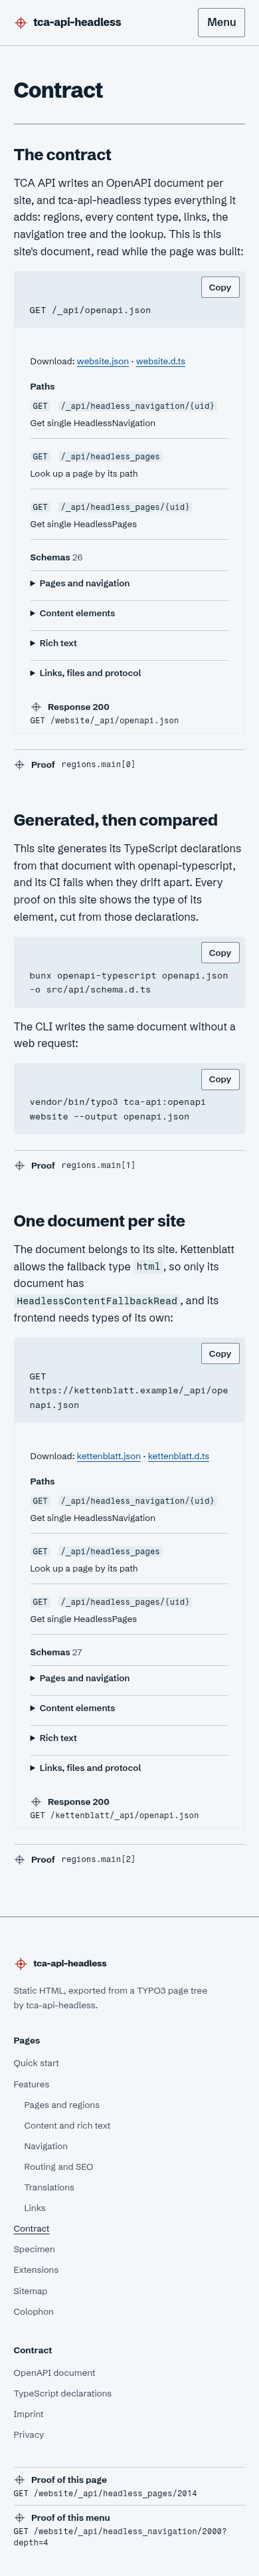 tca-api-headless
Menu
Contract
The contract
TCA API writes an OpenAPI document per
site, and tca-api-headless types everything it
adds: regions, every content type, links, the
navigation tree and the lookup. This is this
site's document, read while the page was built:
Copy
GET /_api/openapi.json
Download: website.json · website.d.ts
Paths
GET /_api/headless_navigation/{uid}
Get single HeadlessNavigation
GET /_api/headless_pages
Look up a page by its path
GET /_api/headless_pages/{uid}
Get single HeadlessPages
Schemas 26
Pages and navigation
Content elements
Rich text
Links, files and protocol
Response 200
GET /website/_api/openapi.json
Proof regions.main[0]
Generated, then compared
This site generates its TypeScript declarations
from that document with openapi-typescript,
and its CI fails when they drift apart. Every
proof on this site shows the type of its
element, cut from those declarations.
Copy
bunx openapi-typescript openapi.json
-o src/api/schema.d.ts
The CLI writes the same document without a
web request:
Copy
vendor/bin/typo3 tca-api:openapi
website --output openapi.json
Proof regions.main[1]
One document per site
The document belongs to its site. Kettenblatt
allows the fallback type html, so only its
document has
HeadlessContentFallbackRead, and its
frontend needs types of its own:
Copy
GET
https://kettenblatt.example/_api/ope
napi.json
Download: kettenblatt.json · kettenblatt.d.ts
Paths
GET /_api/headless_navigation/{uid}
Get single HeadlessNavigation
GET /_api/headless_pages
Look up a page by its path
GET /_api/headless_pages/{uid}
Get single HeadlessPages
Schemas 27
Pages and navigation
Content elements
Rich text
Links, files and protocol
Response 200
GET /kettenblatt/_api/openapi.json
Proof regions.main[2]
tca-api-headless
Static HTML, exported from a TYPO3 page tree
by tca-api-headless.
Pages
Quick start
Features
Pages and regions
Content and rich text
Navigation
Routing and SEO
Translations
Links
Contract
Specimen
Extensions
Sitemap
Colophon
Contract
OpenAPI document
TypeScript declarations
Imprint
Privacy
Proof of this page
GET /website/_api/headless_pages/2014
Proof of this menu
GET /website/_api/headless_navigation/2000?
depth=4